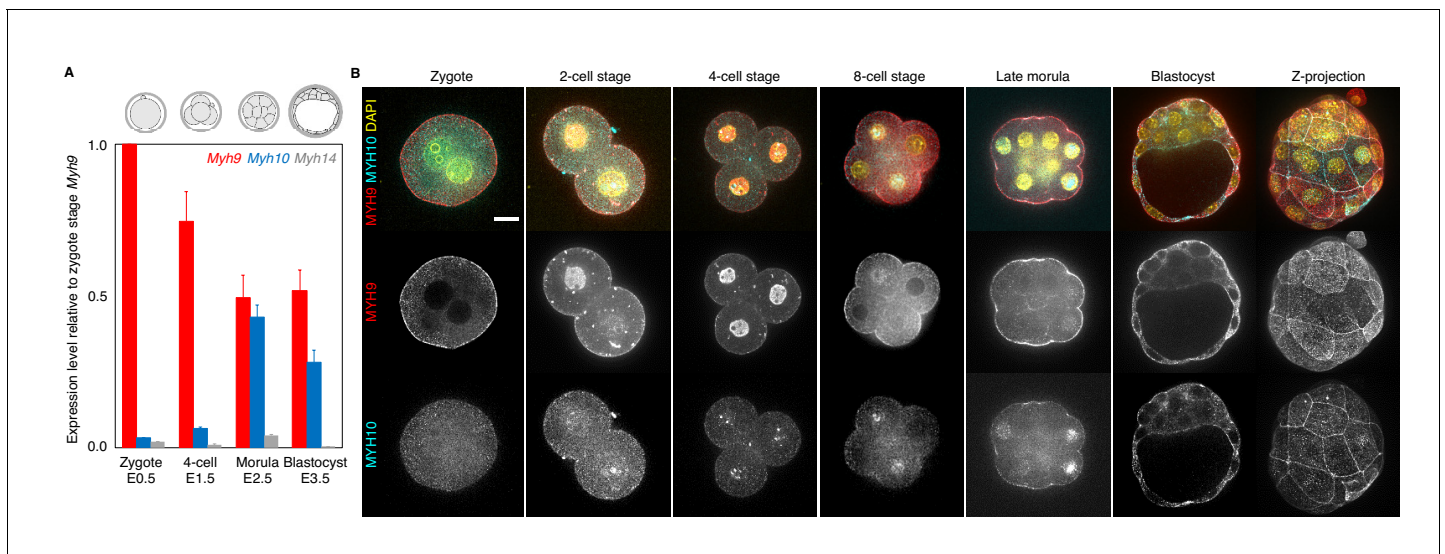 A
B
Zygote
2-cell stage
4-cell stage
8-cell stage
Late morula
Blastocyst
Z-projection
Expression level relative to zygote stage Myh9
1.0
0.5
0.0
Myh9 Myh10 Myh14
Zygote
E0.5
4-cell
E1.5
Morula
E2.5
Blastocyst
E3.5
MYH9 MYH10 DAPI
MYH9
MYH10